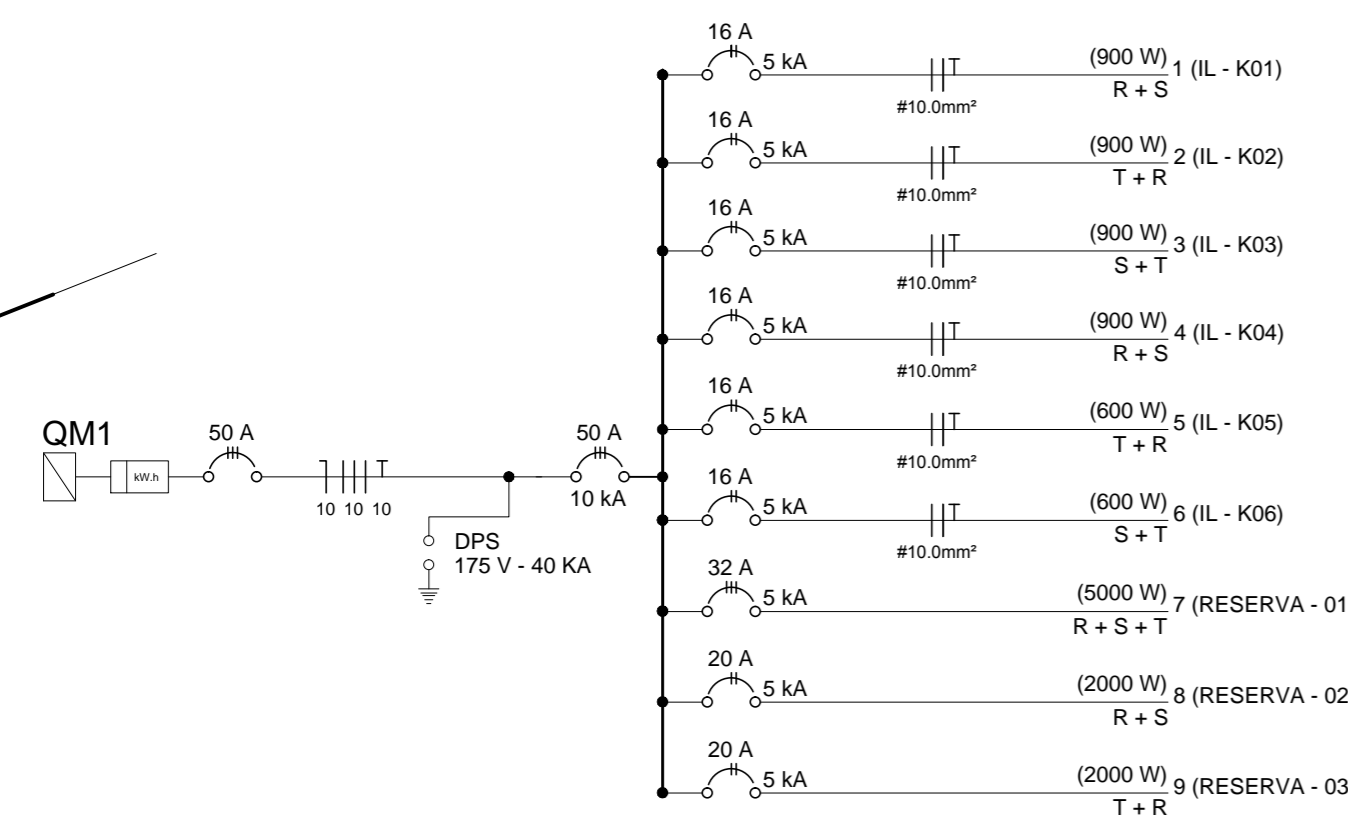 16 A
5 kA
T
#10.0mm²
(900 W)
R + S
1 (IL - K01)
16 A
5 kA
T
#10.0mm²
(900 W)
T + R
2 (IL - K02)
16 A
5 kA
T
#10.0mm²
(900 W)
S + T
3 (IL - K03)
16 A
5 kA
T
#10.0mm²
(900 W)
R + S
4 (IL - K04)
16 A
5 kA
T
#10.0mm²
(600 W)
T + R
5 (IL - K05)
QM1
kW.h
50 A
10 10 10
DPS
175 V - 40 KA
50 A
10 kA
16 A
5 kA
T
#10.0mm²
(600 W)
S + T
6 (IL - K06)
32 A
5 kA
(5000 W)
R + S + T
7 (RESERVA - 01
20 A
5 kA
(2000 W)
R + S
8 (RESERVA - 02
20 A
5 kA
(2000 W)
T + R
9 (RESERVA - 03